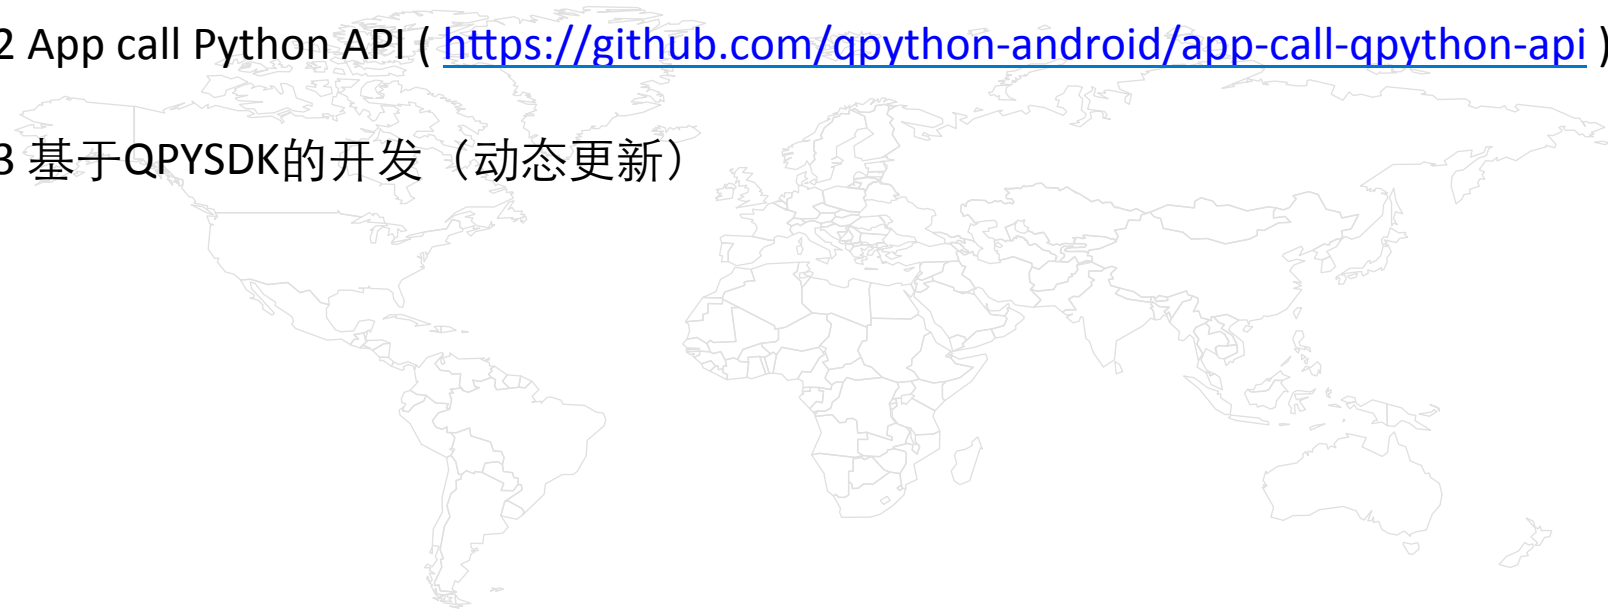 2 App call Python API ( https://github.com/qpython-android/app-call-qpython-api )
3 基于QPYSDK的开发（动态更新）